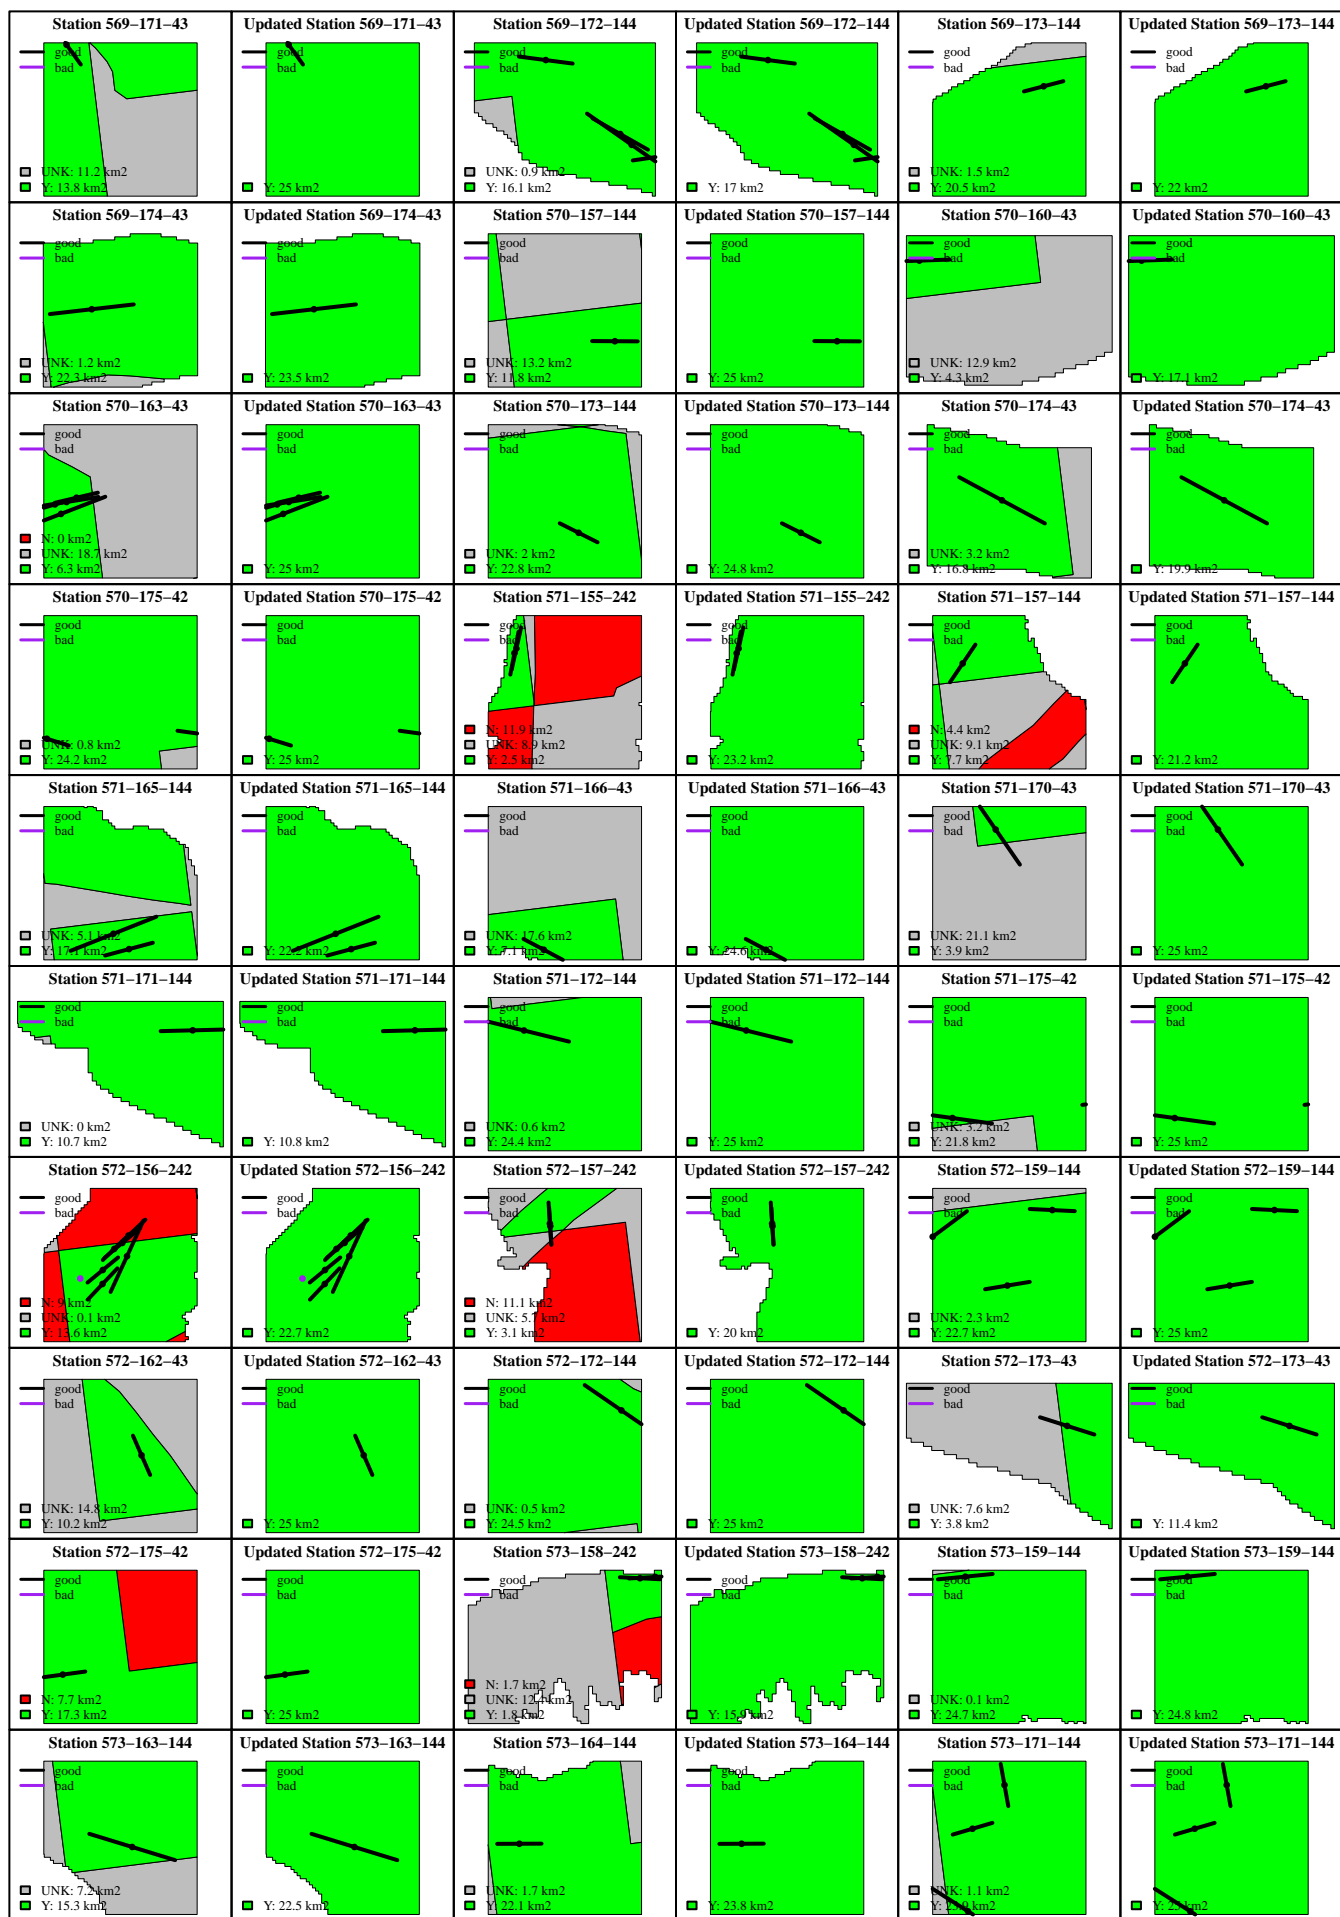 Station 569−171−43
good
bad
UNK: 11.2 km2
Y: 13.8 km2
Updated Station 569−171−43
good
bad
Y: 25 km2
Station 569−172−144
good
bad
UNK: 0.9 km2
Y: 16.1 km2
Updated Station 569−172−144
good
bad
Y: 17 km2
Station 569−173−144
good
bad
UNK: 1.5 km2
Y: 20.5 km2
Updated Station 569−173−144
good
bad
Y: 22 km2
Station 569−174−43
good
bad
UNK: 1.2 km2
Y: 22.3 km2
Updated Station 569−174−43
good
bad
Y: 23.5 km2
Station 570−157−144
good
bad
UNK: 13.2 km2
Y: 11.8 km2
Updated Station 570−157−144
good
bad
Y: 25 km2
Station 570−160−43
good
bad
UNK: 12.9 km2
Y: 4.3 km2
Updated Station 570−160−43
good
bad
Y: 17.1 km2
Station 570−163−43
good
bad
N: 0 km2
UNK: 18.7 km2
Y: 6.3 km2
Updated Station 570−163−43
good
bad
Y: 25 km2
Station 570−173−144
good
bad
UNK: 2 km2
Y: 22.8 km2
Updated Station 570−173−144
good
bad
Y: 24.8 km2
Station 570−174−43
good
bad
UNK: 3.2 km2
Y: 16.8 km2
Updated Station 570−174−43
good
bad
Y: 19.9 km2
Station 570−175−42
good
bad
UNK: 0.8 km2
Y: 24.2 km2
Updated Station 570−175−42
good
bad
Y: 25 km2
Station 571−155−242
good
bad
N: 11.9 km2
UNK: 8.9 km2
Y: 2.5 km2
Updated Station 571−155−242
good
bad
Y: 23.2 km2
Station 571−157−144
good
bad
N: 4.4 km2
UNK: 9.1 km2
Y: 7.7 km2
Updated Station 571−157−144
good
bad
Y: 21.2 km2
Station 571−165−144
good
bad
UNK: 5.1 km2
Y: 17.1 km2
Updated Station 571−165−144
good
bad
Y: 22.2 km2
Station 571−166−43
good
bad
UNK: 17.6 km2
Y: 7.1 km2
Updated Station 571−166−43
good
bad
Y: 24.6 km2
Station 571−170−43
good
bad
UNK: 21.1 km2
Y: 3.9 km2
Updated Station 571−170−43
good
bad
Y: 25 km2
Station 571−171−144
good
bad
UNK: 0 km2
Y: 10.7 km2
Updated Station 571−171−144
good
bad
Y: 10.8 km2
Station 571−172−144
good
bad
UNK: 0.6 km2
Y: 24.4 km2
Updated Station 571−172−144
good
bad
Y: 25 km2
Station 571−175−42
good
bad
UNK: 3.2 km2
Y: 21.8 km2
Updated Station 571−175−42
good
bad
Y: 25 km2
Station 572−156−242
good
bad
N: 9 km2
UNK: 0.1 km2
Y: 13.6 km2
Updated Station 572−156−242
good
bad
Y: 22.7 km2
Station 572−157−242
good
bad
N: 11.1 km2
UNK: 5.7 km2
Y: 3.1 km2
Updated Station 572−157−242
good
bad
Y: 20 km2
Station 572−159−144
good
bad
UNK: 2.3 km2
Y: 22.7 km2
Updated Station 572−159−144
good
bad
Y: 25 km2
Station 572−162−43
good
bad
UNK: 14.8 km2
Y: 10.2 km2
Updated Station 572−162−43
good
bad
Y: 25 km2
Station 572−172−144
good
bad
UNK: 0.5 km2
Y: 24.5 km2
Updated Station 572−172−144
good
bad
Y: 25 km2
Station 572−173−43
good
bad
UNK: 7.6 km2
Y: 3.8 km2
Updated Station 572−173−43
good
bad
Y: 11.4 km2
Station 572−175−42
good
bad
N: 7.7 km2
Y: 17.3 km2
Updated Station 572−175−42
good
bad
Y: 25 km2
Station 573−158−242
good
bad
N: 1.7 km2
UNK: 12.4 km2
Y: 1.8 km2
Updated Station 573−158−242
good
bad
Y: 15.9 km2
Station 573−159−144
good
bad
UNK: 0.1 km2
Y: 24.7 km2
Updated Station 573−159−144
good
bad
Y: 24.8 km2
Station 573−163−144
good
bad
UNK: 7.2 km2
Y: 15.3 km2
Updated Station 573−163−144
good
bad
Y: 22.5 km2
Station 573−164−144
good
bad
UNK: 1.7 km2
Y: 22.1 km2
Updated Station 573−164−144
good
bad
Y: 23.8 km2
Station 573−171−144
good
bad
UNK: 1.1 km2
Y: 23.9 km2
Updated Station 573−171−144
good
bad
Y: 25 km2